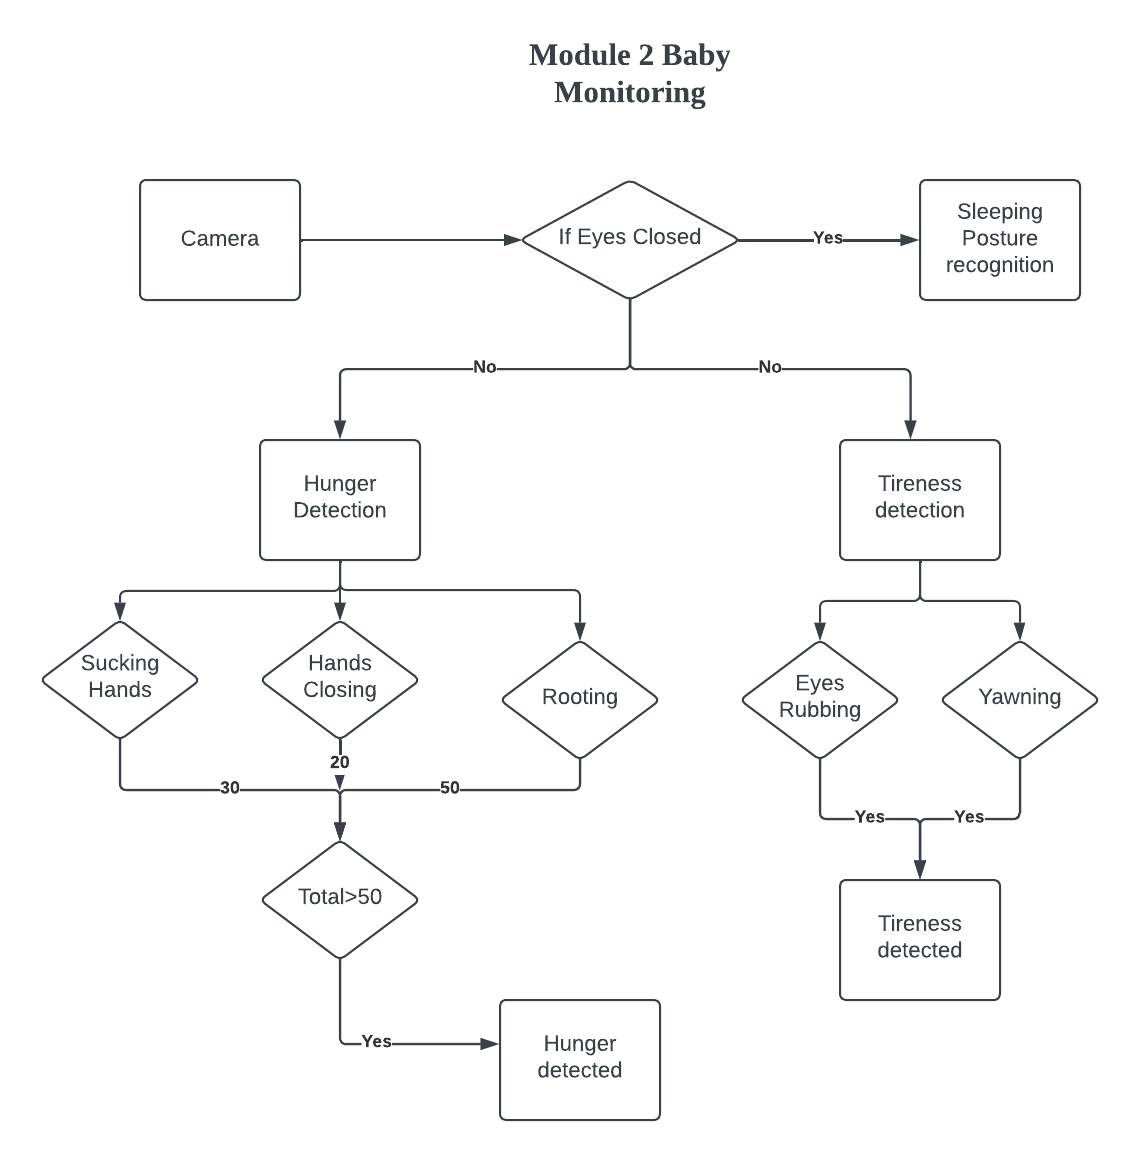 Module 2 Baby
Monitoring
Camera
If Eyes Closed
Yes
Sleeping
Posture
recognition
No
No
Hunger
Detection
Tireness
detection
Sucking
Hands
Hands
Closing
Rooting
Eyes
Rubbing
Yawning
20
30
50
Yes
Yes
Total>50
Tireness
detected
Yes
Hunger
detected